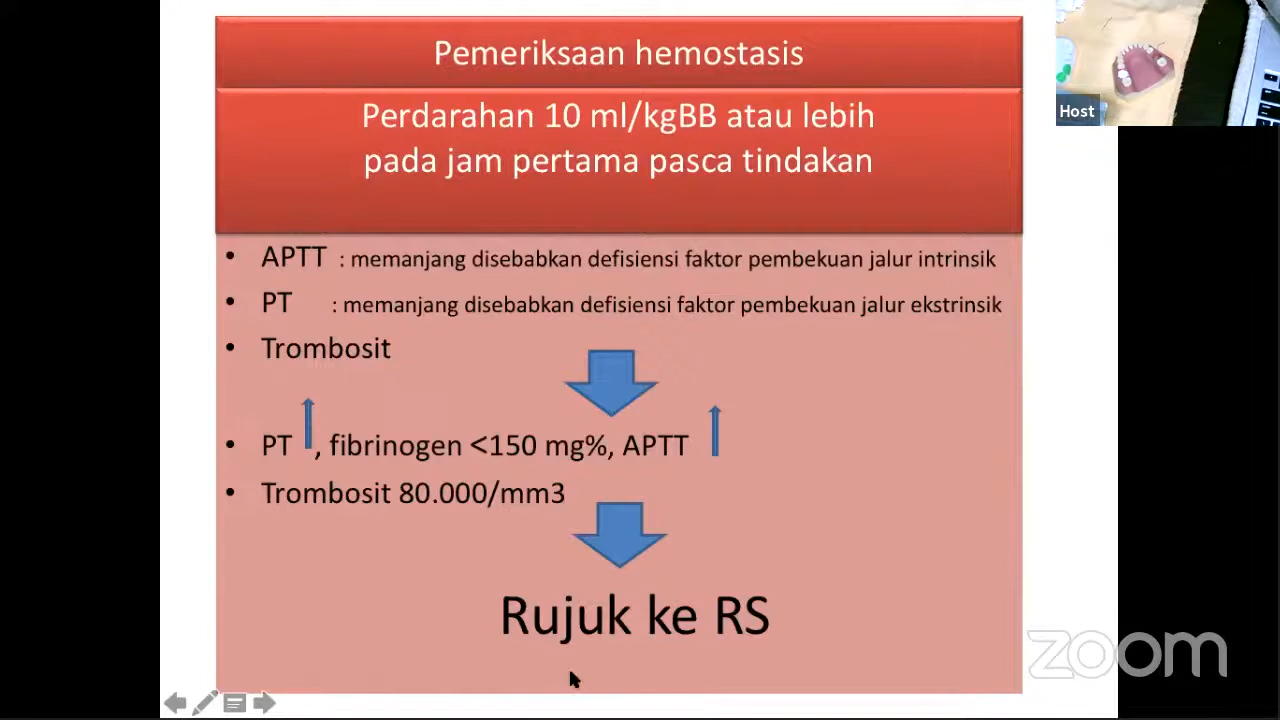 Pemeriksaan hemostasis
Perdarahan 10 ml/kgBB atau lebih
pada jam pertama pasca tindakan
• APTT : memanjang disebabkan defisiensi faktor pembekuan jalur intrinsik
• PT : memanjang disebabkan defisiensi faktor pembekuan jalur ekstrinsik
• Trombosit
• PT , fibrinogen <150 mg%, APTT
• Trombosit 80.000/mm3
Rujuk ke RS
Host
zoom